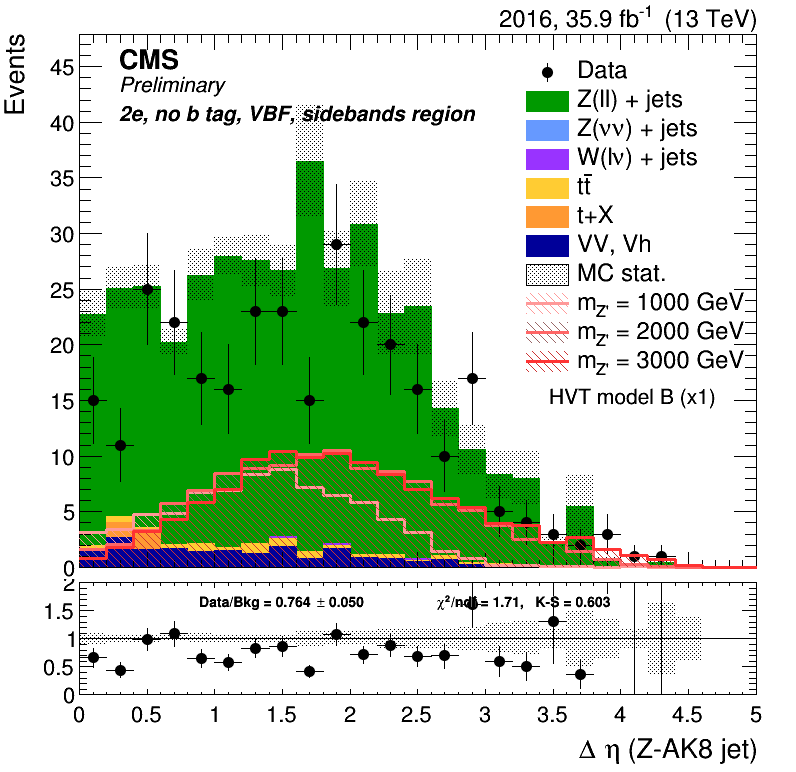 2016, 35.9 fb⁻¹ (13 TeV)
Events
CMS
Preliminary
2e, no b tag, VBF, sidebands region
Data
Z(ll) + jets
Z(νν) + jets
W(lν) + jets
tt̄
t+X
VV, Vh
MC stat.
m_Z' = 1000 GeV
m_Z' = 2000 GeV
m_Z' = 3000 GeV
HVT model B (x1)
45
40
35
30
25
20
15
10
5
0
Data/Bkg = 0.764 ± 0.050 χ²/ndf = 1.71, K-S = 0.603
2
1.5
1
0.5
0
0 0.5 1 1.5 2 2.5 3 3.5 4 4.5 5
Δ η (Z-AK8 jet)